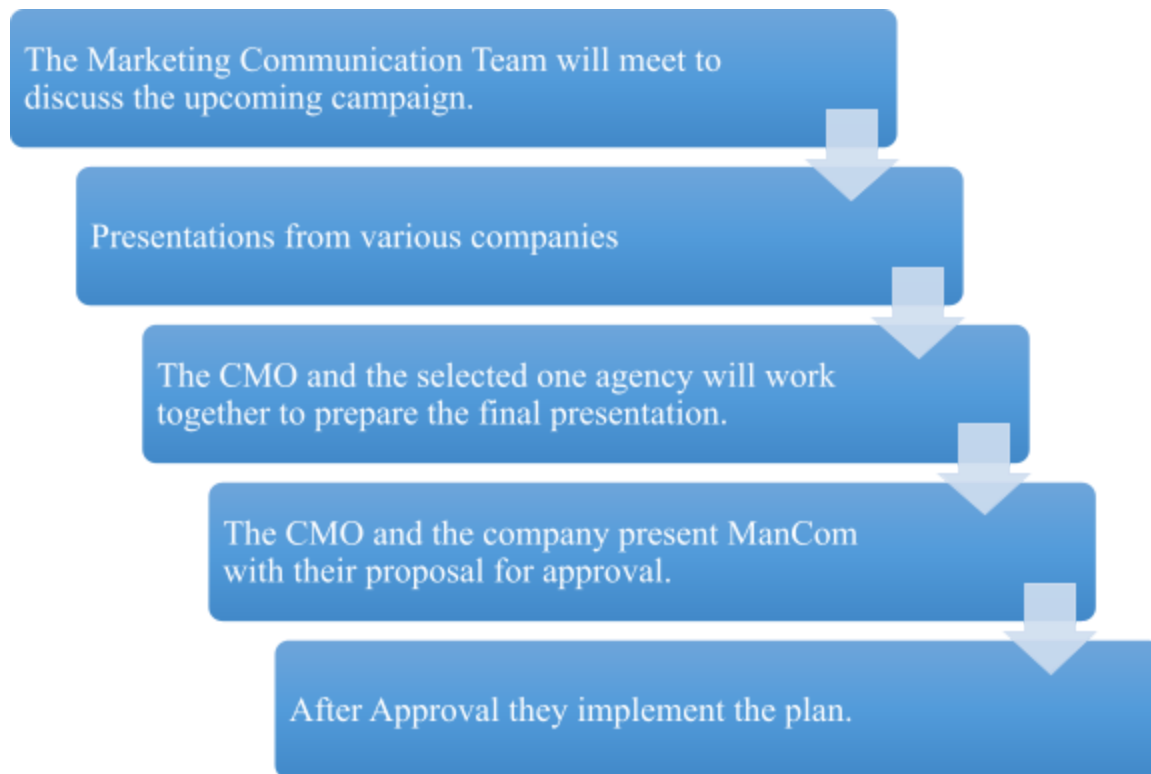 The Marketing Communication Team will meet to
discuss the upcoming campaign.
Presentations from various companies
The CMO and the selected one agency will work
together to prepare the final presentation.
The CMO and the company present ManCom
with their proposal for approval.
After Approval they implement the plan.